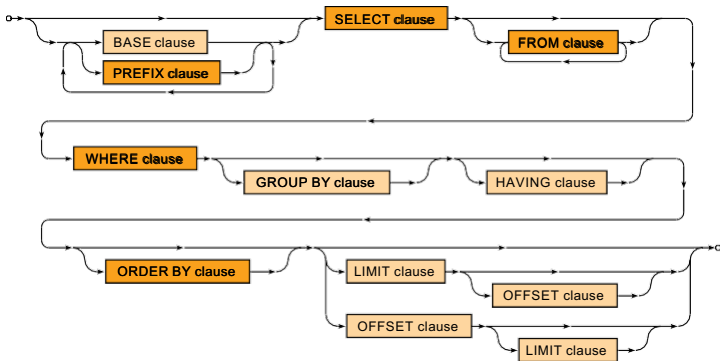 BASE clause
PREFIX clause
SELECT clause
FROM clause
WHERE clause
GROUP BY clause
HAVING clause
ORDER BY clause
LIMIT clause
OFFSET clause
OFFSET clause
LIMIT clause